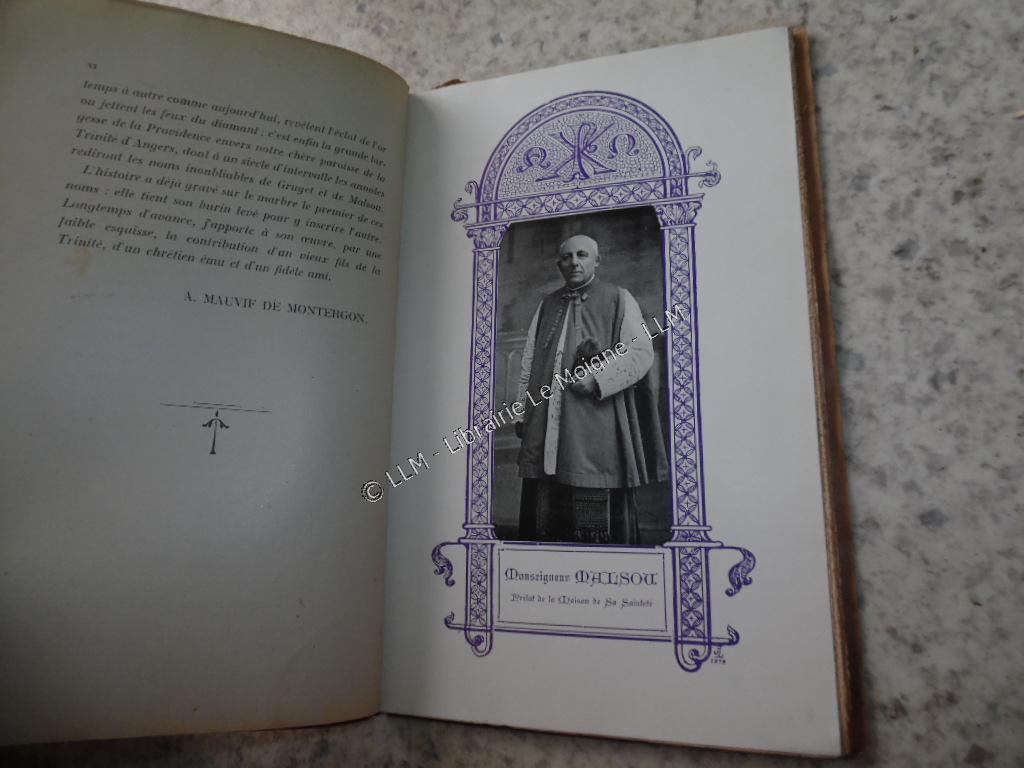 VI
temps à autre comme aujourd'hui, revêtent l'éclat de l'or
ou jettent les feux du diamant : c'est enfin la grande lar-
gesse de la Providence envers notre chère paroisse de la
Trinité d'Angers, dont à un siècle d'intervalle les annales
rediront les noms inoubliables de Gruget et de Malsou.
L'histoire a déjà gravé sur le marbre le premier de ces
noms : elle tient son burin levé pour y inscrire l'autre.
Longtemps d'avance, j'apporte à son œuvre, par une
faible esquisse, la contribution d'un vieux fils de la
Trinité, d'un chrétien ému et d'un fidèle ami.
A. MAUVIF DE MONTERGON.
Α Ω
Monseigneur MALSOU
Prélat de la Maison de Sa Sainteté
© LLM - Librairie Le Moigne - LLM